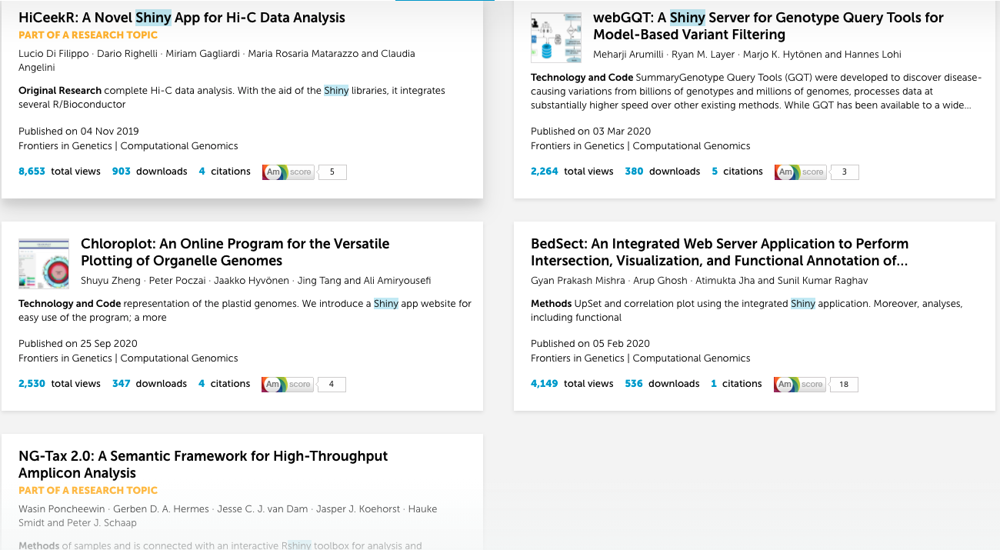 HiCeekR: A Novel Shiny App for Hi-C Data Analysis
PART OF A RESEARCH TOPIC
Lucio Di Filippo · Dario Righelli · Miriam Gagliardi · Maria Rosaria Matarazzo and Claudia
Angelini
Original Research complete Hi-C data analysis. With the aid of the Shiny libraries, it integrates
several R/Bioconductor
Published on 04 Nov 2019
Frontiers in Genetics | Computational Genomics
8,653 total views 903 downloads 4 citations Am score 5
webGQT: A Shiny Server for Genotype Query Tools for
Model-Based Variant Filtering
Meharji Arumilli · Ryan M. Layer · Marjo K. Hytönen and Hannes Lohi
Technology and Code SummaryGenotype Query Tools (GQT) were developed to discover disease-
causing variations from billions of genotypes and millions of genomes, processes data at
substantially higher speed over other existing methods. While GQT has been available to a wide...
Published on 03 Mar 2020
Frontiers in Genetics | Computational Genomics
2,264 total views 380 downloads 5 citations Am score 3
Chloroplot: An Online Program for the Versatile
Plotting of Organelle Genomes
Shuyu Zheng · Peter Poczai · Jaakko Hyvönen · Jing Tang and Ali Amiryousefi
Technology and Code representation of the plastid genomes. We introduce a Shiny app website for
easy use of the program; a more
Published on 25 Sep 2020
Frontiers in Genetics | Computational Genomics
2,530 total views 347 downloads 4 citations Am score 4
BedSect: An Integrated Web Server Application to Perform
Intersection, Visualization, and Functional Annotation of...
Gyan Prakash Mishra · Arup Ghosh · Atimukta Jha and Sunil Kumar Raghav
Methods UpSet and correlation plot using the integrated Shiny application. Moreover, analyses,
including functional
Published on 05 Feb 2020
Frontiers in Genetics | Computational Genomics
4,149 total views 536 downloads 1 citations Am score 18
NG-Tax 2.0: A Semantic Framework for High-Throughput
Amplicon Analysis
PART OF A RESEARCH TOPIC
Wasin Poncheewin · Gerben D. A. Hermes · Jesse C. J. van Dam · Jasper J. Koehorst · Hauke
Smidt and Peter J. Schaap
Methods of samples and is connected with an interactive Rshiny toolbox for analysis and